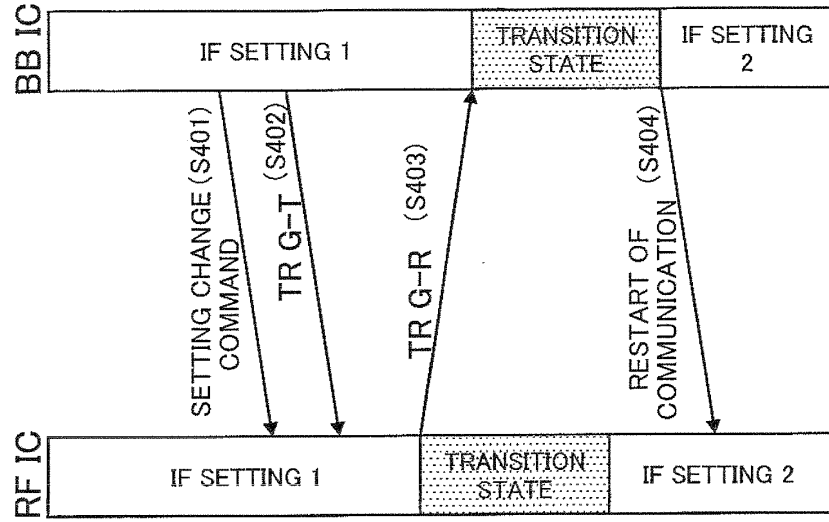 BB IC
IF SETTING 1
TRANSITION
STATE
IF SETTING
2
SETTING CHANGE (S401)
COMMAND
TR G-T (S402)
TR G-R (S403)
RESTART OF (S404)
COMMUNICATION
RF IC
IF SETTING 1
TRANSITION
STATE
IF SETTING 2